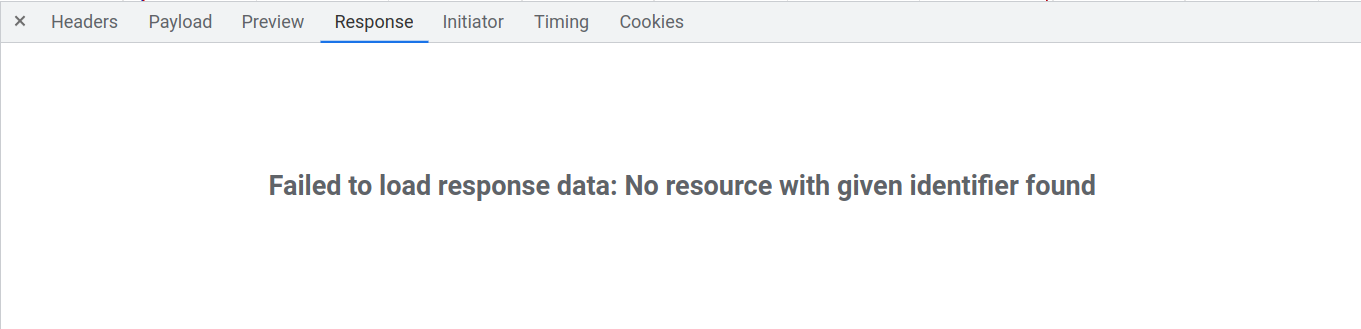 × Headers Payload Preview Response Initiator Timing Cookies
Failed to load response data: No resource with given identifier found